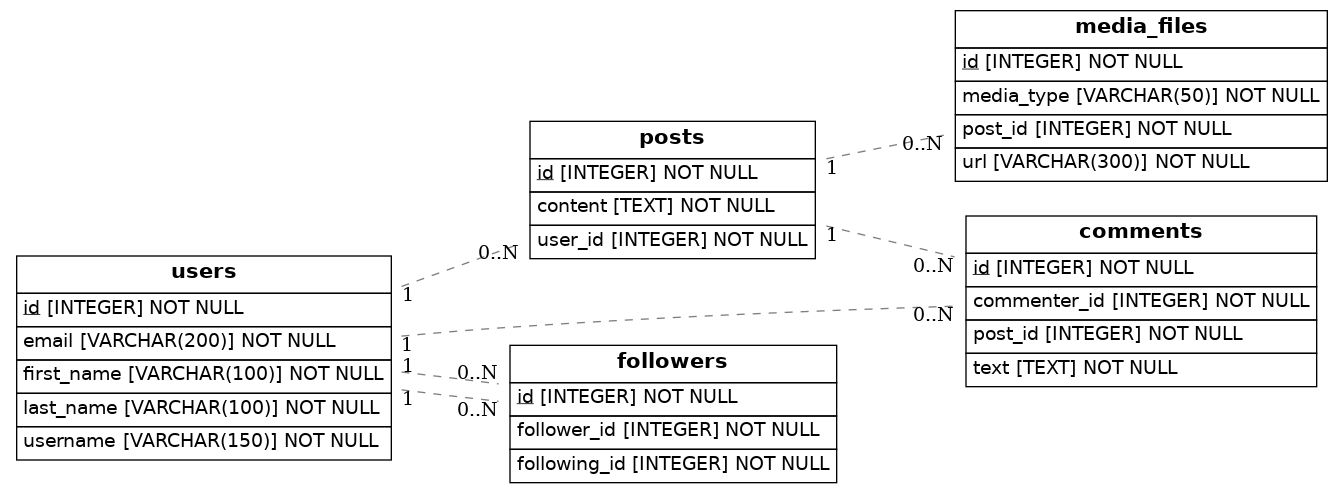 media_files
id [INTEGER] NOT NULL
media_type [VARCHAR(50)] NOT NULL
post_id [INTEGER] NOT NULL
url [VARCHAR(300)] NOT NULL
posts
id [INTEGER] NOT NULL
content [TEXT] NOT NULL
user_id [INTEGER] NOT NULL
1
0..N
1
0..N
comments
id [INTEGER] NOT NULL
commenter_id [INTEGER] NOT NULL
post_id [INTEGER] NOT NULL
text [TEXT] NOT NULL
users
id [INTEGER] NOT NULL
email [VARCHAR(200)] NOT NULL
first_name [VARCHAR(100)] NOT NULL
last_name [VARCHAR(100)] NOT NULL
username [VARCHAR(150)] NOT NULL
1
0..N
1
0..N
1
0..N
1
0..N
followers
id [INTEGER] NOT NULL
follower_id [INTEGER] NOT NULL
following_id [INTEGER] NOT NULL